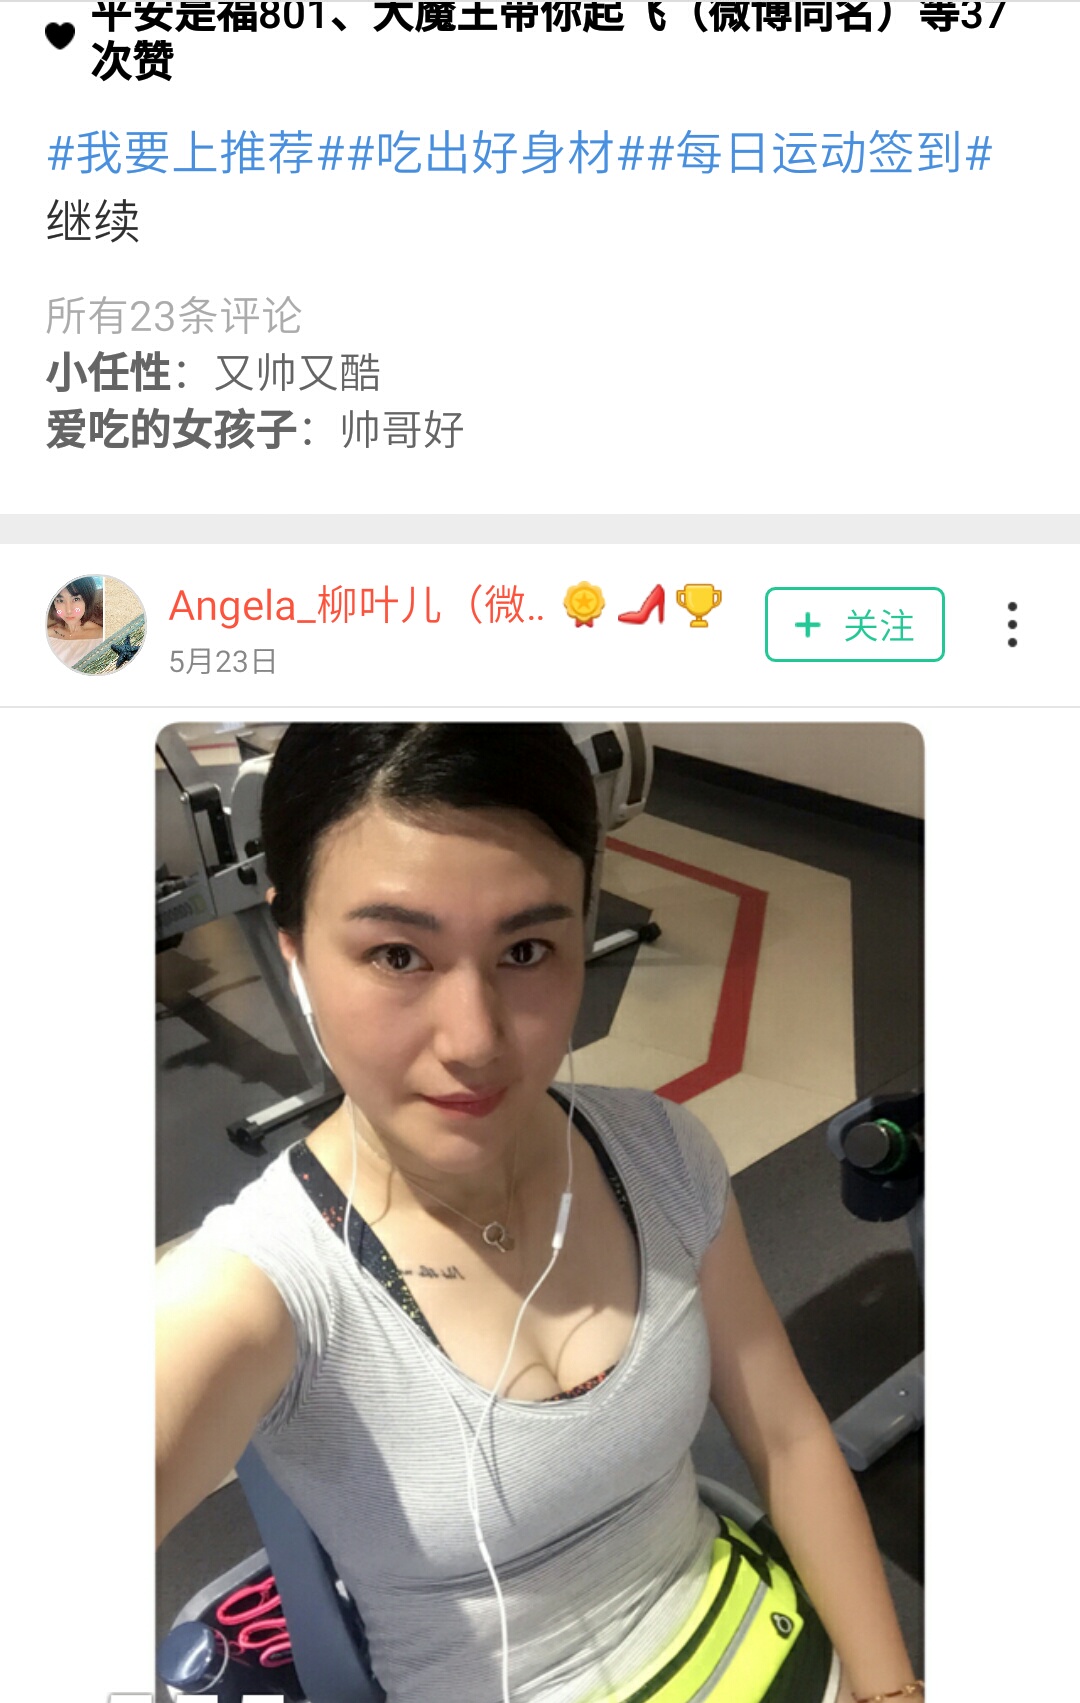 平安是福801、大魔王带你起飞（微博同名）等37
次赞
#我要上推荐##吃出好身材##每日运动签到#
继续
所有23条评论
小任性：又帅又酷
爱吃的女孩子：帅哥好
Angela_柳叶儿（微..
+ 关注
5月23日